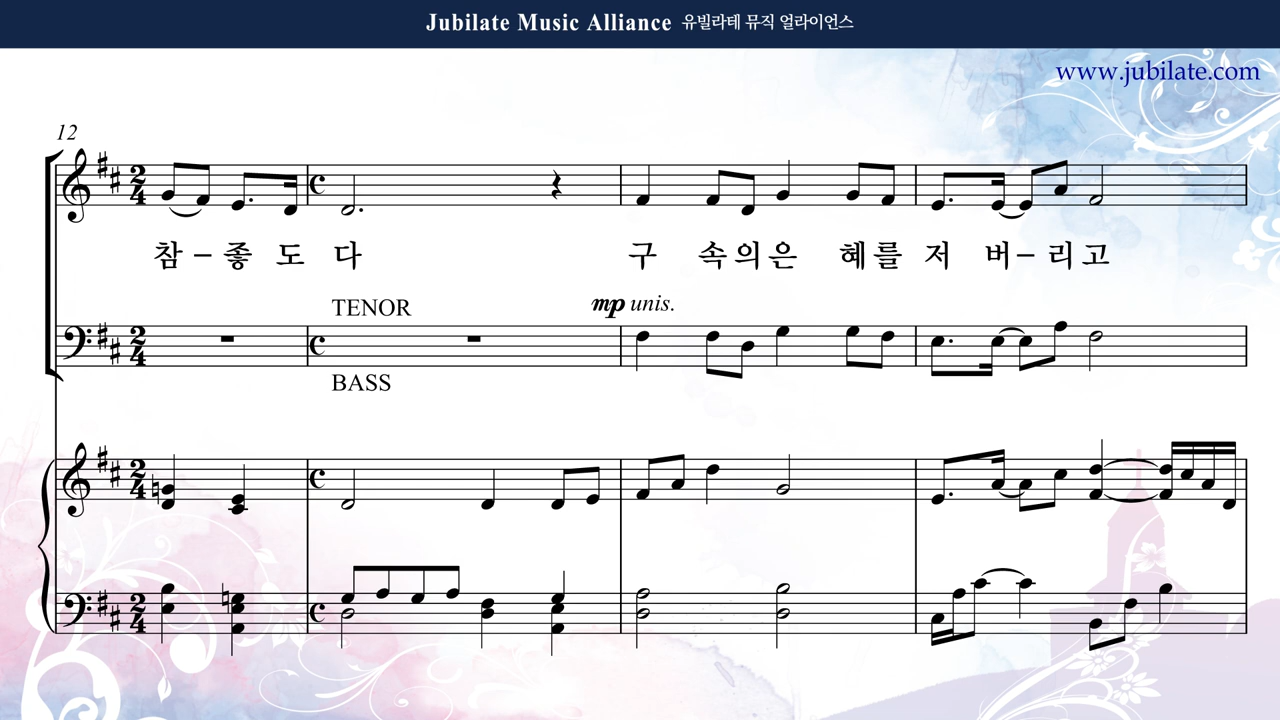 Jubilate Music Alliance 유빌라테 뮤직 얼라이언스
www.jubilate.com
12
참 - 좋 도 다 구 속 의 은 혜 를 저 버 - 리 고
TENOR
mp unis.
BASS